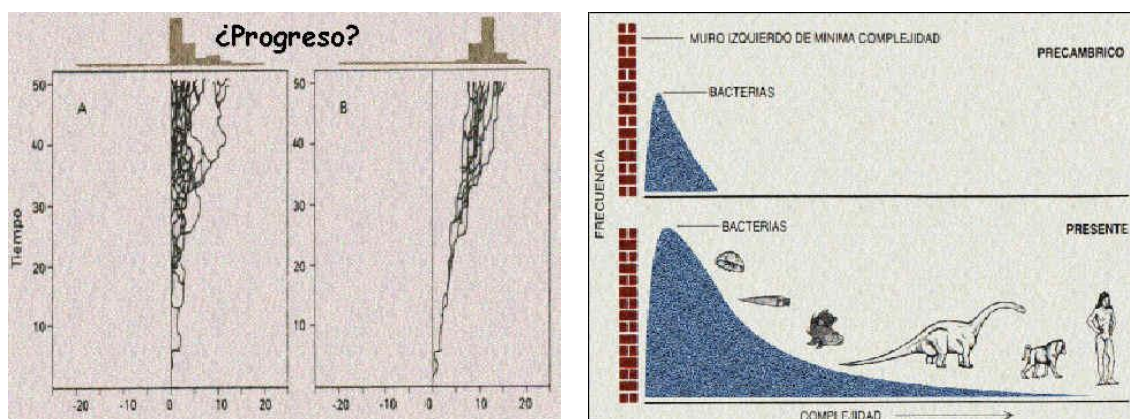 ¿Progreso?
A
B
Tiempo
50
40
30
20
10
50
40
30
20
10
-20 -10 0 10 20
-20 -10 0 10 20
MURO IZQUIERDO DE MINIMA COMPLEJIDAD
PRECAMBRICO
BACTERIAS
FRECUENCIA
BACTERIAS
PRESENTE
COMPLEJIDAD